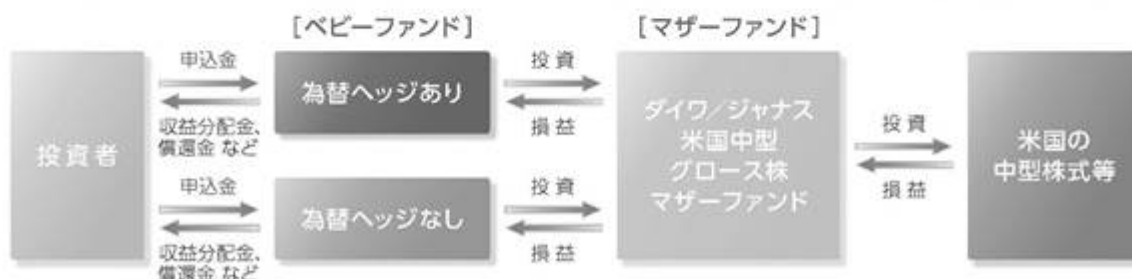 [ベビーファンド]
[マザーファンド]
投資者
申込金
収益分配金、
償還金 など
為替ヘッジあり
投資
損益
申込金
収益分配金、
償還金 など
為替ヘッジなし
投資
損益
ダイワ／ジャナス
米国中型
グロース株
マザーファンド
投資
損益
米国の
中型株式等